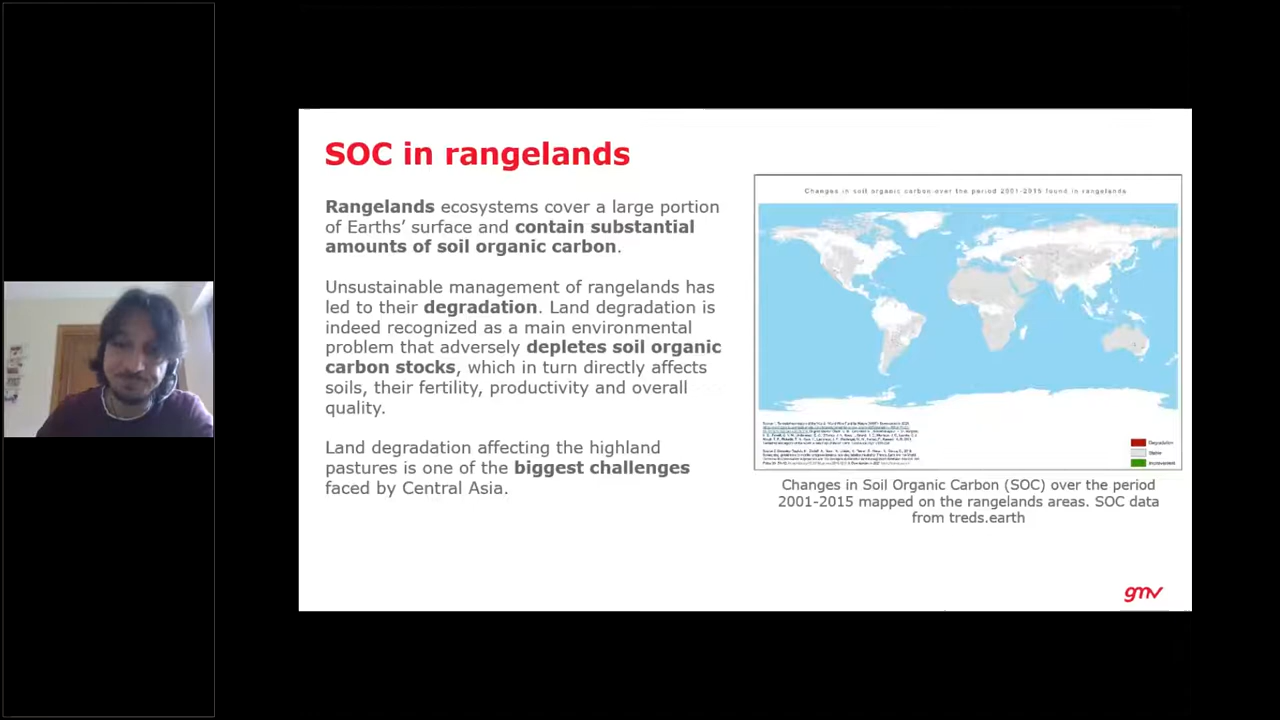 SOC in rangelands
Rangelands ecosystems cover a large portion
of Earths’ surface and contain substantial
amounts of soil organic carbon.
Unsustainable management of rangelands has
led to their degradation. Land degradation is
indeed recognized as a main environmental
problem that adversely depletes soil organic
carbon stocks, which in turn directly affects
soils, their fertility, productivity and overall
quality.
Land degradation affecting the highland
pastures is one of the biggest challenges
faced by Central Asia.
Changes in soil organic carbon over the period 2001-2015 found in rangelands
Degradation
Stable
Improvement
Changes in Soil Organic Carbon (SOC) over the period
2001-2015 mapped on the rangelands areas. SOC data
from treds.earth
gmv